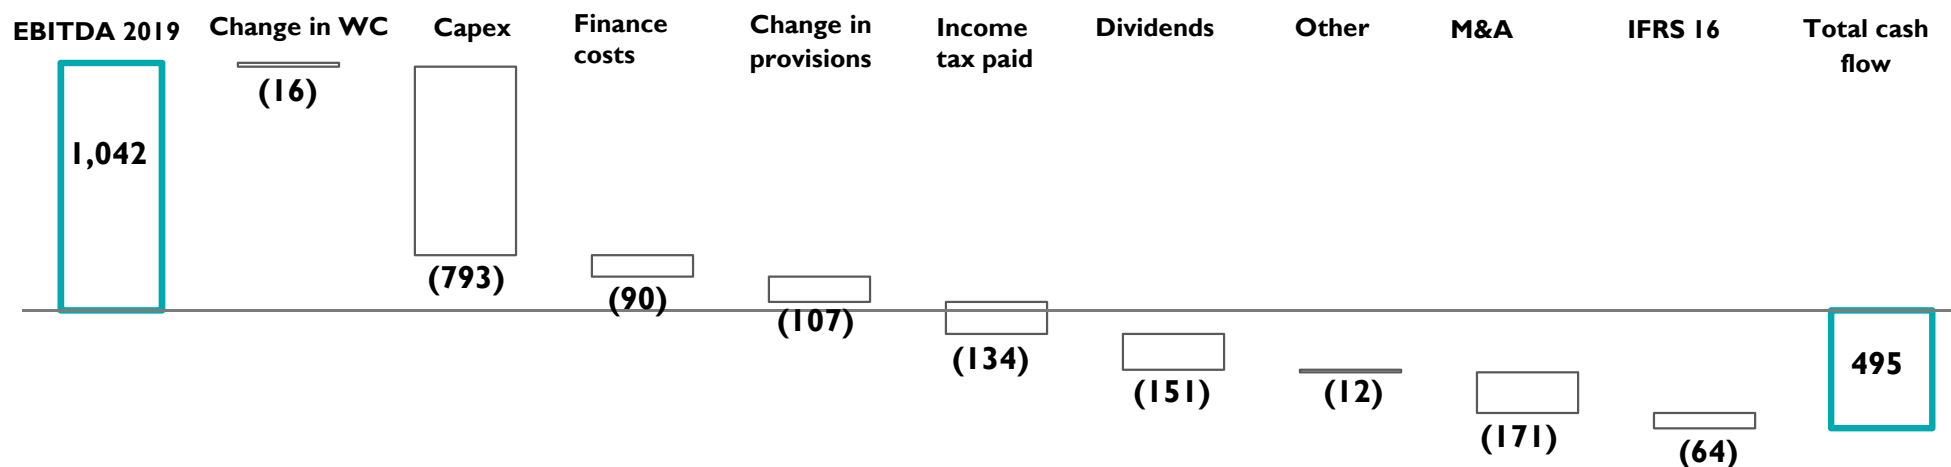 EBITDA 2019
Change in WC
Capex
Finance
costs
Change in
provisions
Income
tax paid
Dividends
Other
M&A
IFRS 16
Total cash
flow
1,042
(16)
(793)
(90)
(107)
(134)
(151)
(12)
(171)
(64)
495